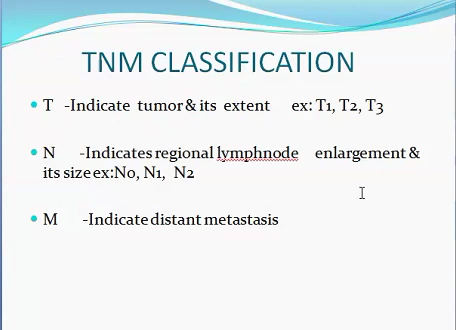 TNM CLASSIFICATION
• T -Indicate tumor & its extent ex: T1, T2, T3
• N -Indicates regional lymphnode enlargement &
its size ex:N0, N1, N2
• M -Indicate distant metastasis